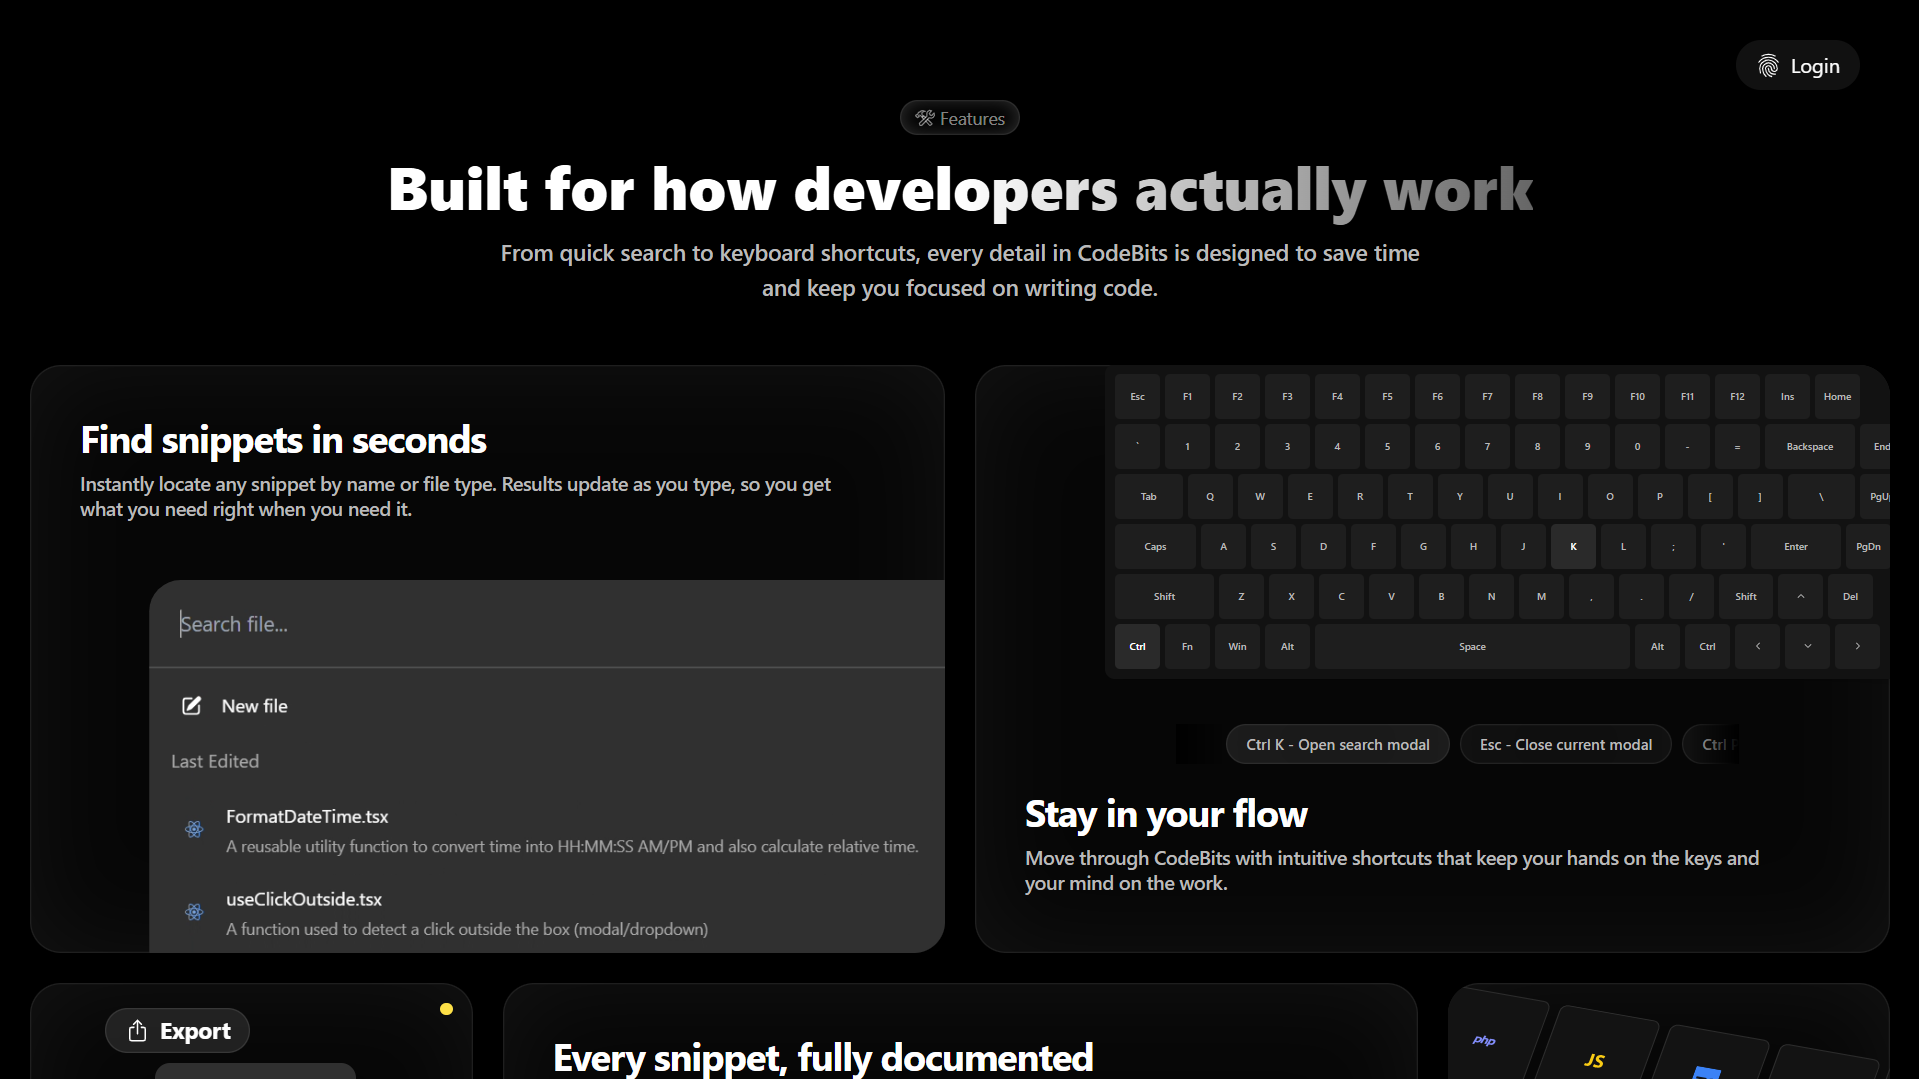 Login
Features
Built for how developers actually work
From quick search to keyboard shortcuts, every detail in CodeBits is designed to save time
and keep you focused on writing code.
Find snippets in seconds
Instantly locate any snippet by name or file type. Results update as you type, so you get
what you need right when you need it.
Search file...
New file
Last Edited
FormatDateTime.tsx
A reusable utility function to convert time into HH:MM:SS AM/PM and also calculate relative time.
useClickOutside.tsx
A function used to detect a click outside the box (modal/dropdown)
Esc F1 F2 F3 F4 F5 F6 F7 F8 F9 F10 F11 F12 Ins Home
` 1 2 3 4 5 6 7 8 9 0 - = Backspace End
Tab Q W E R T Y U I O P [ ] \ PgU
Caps A S D F G H J K L ; ' Enter PgDn
Shift Z X C V B N M , . / Shift ^ Del
Ctrl Fn Win Alt Space Alt Ctrl
Ctrl K - Open search modal
Esc - Close current modal
Ctrl
Stay in your flow
Move through CodeBits with intuitive shortcuts that keep your hands on the keys and
your mind on the work.
Export
Every snippet, fully documented
php
JS